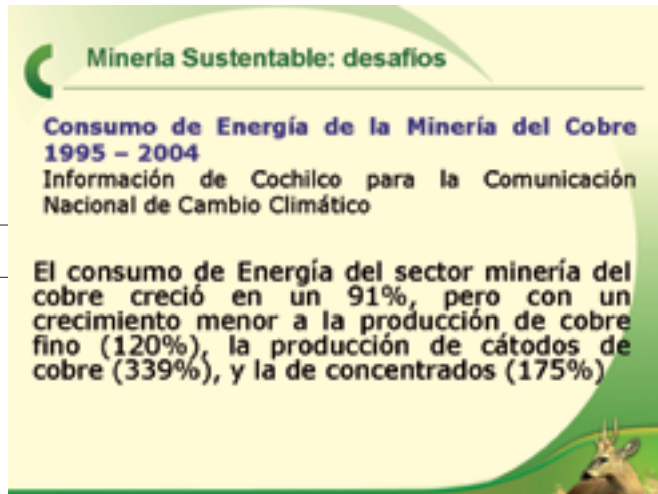 Minería Sustentable: desafíos
Consumo de Energía de la Minería del Cobre
1995 – 2004
Información de Cochilco para la Comunicación
Nacional de Cambio Climático
El consumo de Energía del sector minería del
cobre creció en un 91%, pero con un
crecimiento menor a la producción de cobre
fino (120%), la producción de cátodos de
cobre (339%), y la de concentrados (175%)